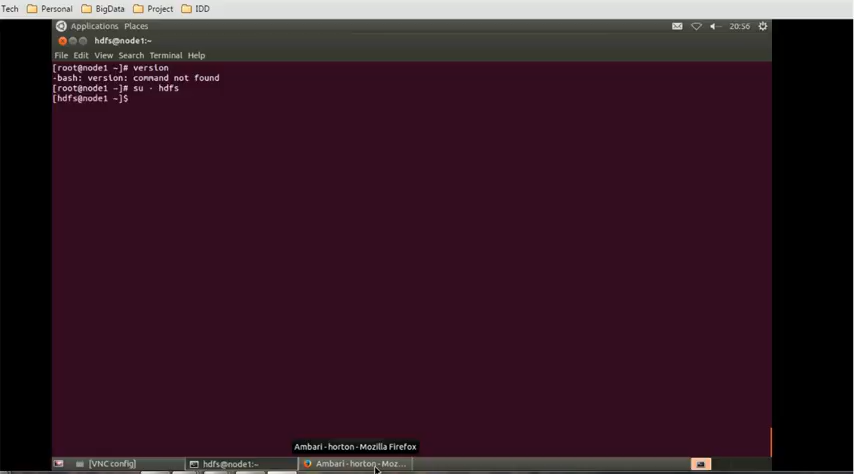 Tech Personal BigData Project IDD
Applications Places 20:56
hdfs@node1:~
File Edit View Search Terminal Help
[root@node1 ~]# version
-bash: version: command not found
[root@node1 ~]# su - hdfs
[hdfs@node1 ~]$
Ambari - horton - Mozilla Firefox
[VNC config] hdfs@node1:~ Ambari - horton - Moz...